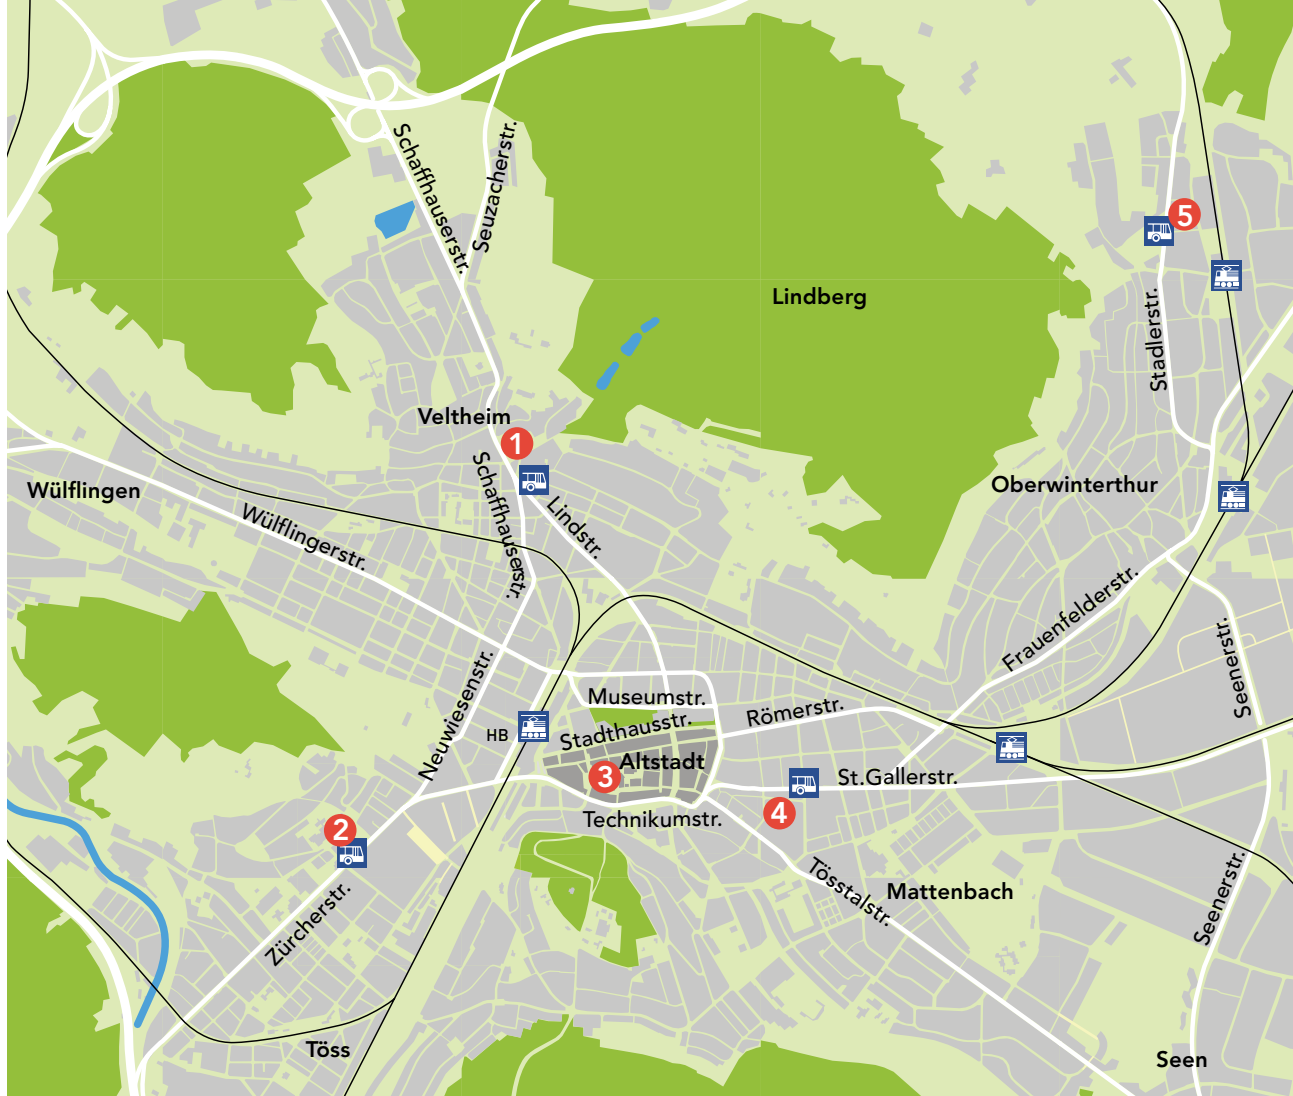 Schaffhauserstr.
Seuzacherstr.
5
Lindberg
Stadlerstr.
Veltheim
1
Wülflingen
Schaffhauserstr.
Lindstr.
Oberwinterthur
Wülflingerstr.
Frauenfelderstr.
Seenerstr.
Neuwiesenstr.
Museumstr.
Römerstr.
Stadthausstr.
HB
Altstadt
3
St.Gallerstr.
4
Technikumstr.
2
Zürcherstr.
Tösstalstr.
Mattenbach
Seenerstr.
Töss
Seen